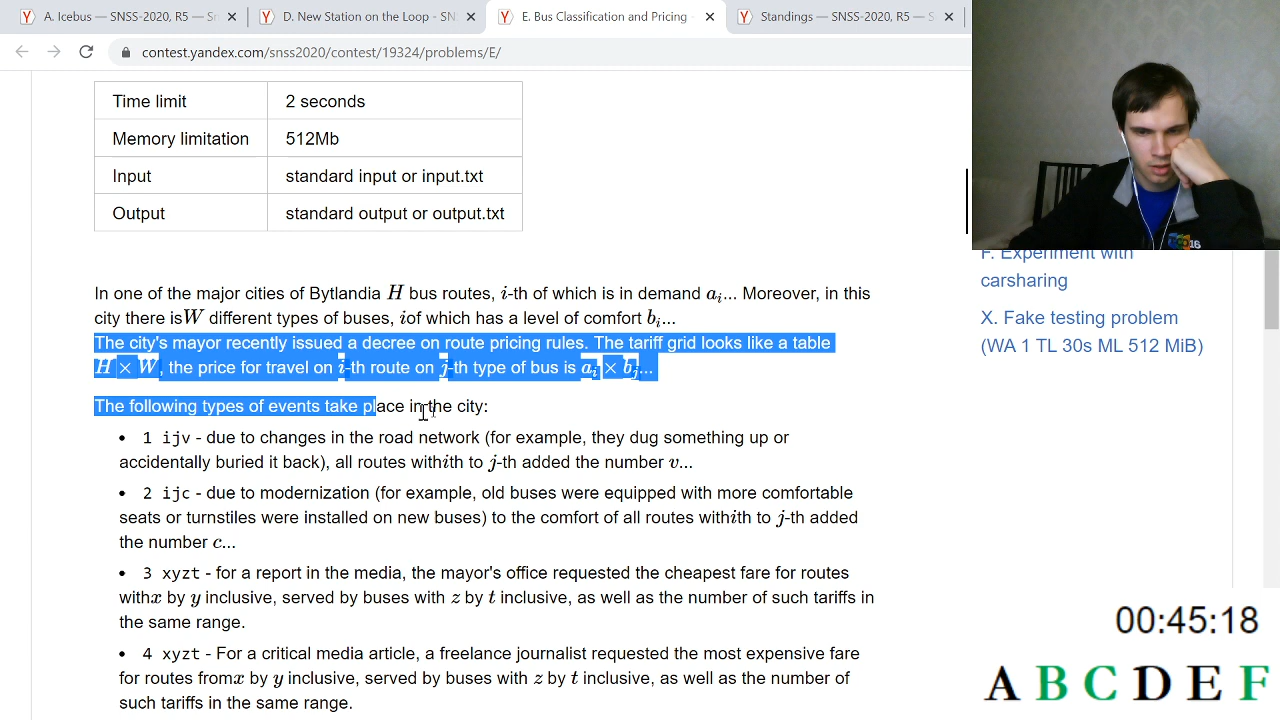 A. Icebus — SNSS-2020, R5 — Sn
D. New Station on the Loop - SN
E. Bus Classification and Pricing -
Standings — SNSS-2020, R5 — S
contest.yandex.com/snss2020/contest/19324/problems/E/
Time limit 2 seconds
Memory limitation 512Mb
Input standard input or input.txt
Output standard output or output.txt
In one of the major cities of Bytlandia H bus routes, i-th of which is in demand a_i... Moreover, in this
city there isW different types of buses, iof which has a level of comfort b_i...
The city's mayor recently issued a decree on route pricing rules. The tariff grid looks like a table
H × W, the price for travel on i-th route on j-th type of bus is a_i × b_j...
The following types of events take place in the city:
• 1 ijv - due to changes in the road network (for example, they dug something up or
accidentally buried it back), all routes withith to j-th added the number v...
• 2 ijc - due to modernization (for example, old buses were equipped with more comfortable
seats or turnstiles were installed on new buses) to the comfort of all routes withith to j-th added
the number c...
• 3 xyzt - for a report in the media, the mayor's office requested the cheapest fare for routes
withx by y inclusive, served by buses with z by t inclusive, as well as the number of such tariffs in
the same range.
• 4 xyzt - For a critical media article, a freelance journalist requested the most expensive fare
for routes fromx by y inclusive, served by buses with z by t inclusive, as well as the number of
such tariffs in the same range.
F. Experiment with
carsharing
X. Fake testing problem
(WA 1 TL 30s ML 512 MiB)
00:45:18
A B C D E F